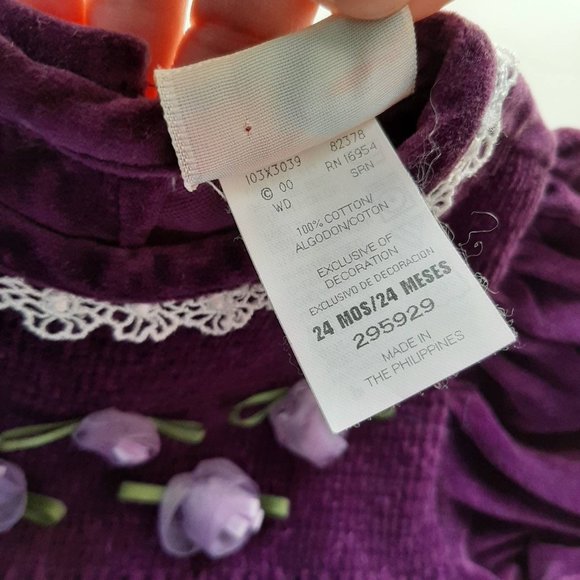 103X3039 82378
© 00 RN 16954
WD SRN
100% COTTON/
ALGODON/COTON
EXCLUSIVE OF
DECORATION
EXCLUSIVO DE DECORACION
24 MOS/24 MESES
295929
MADE IN
THE PHILIPPINES